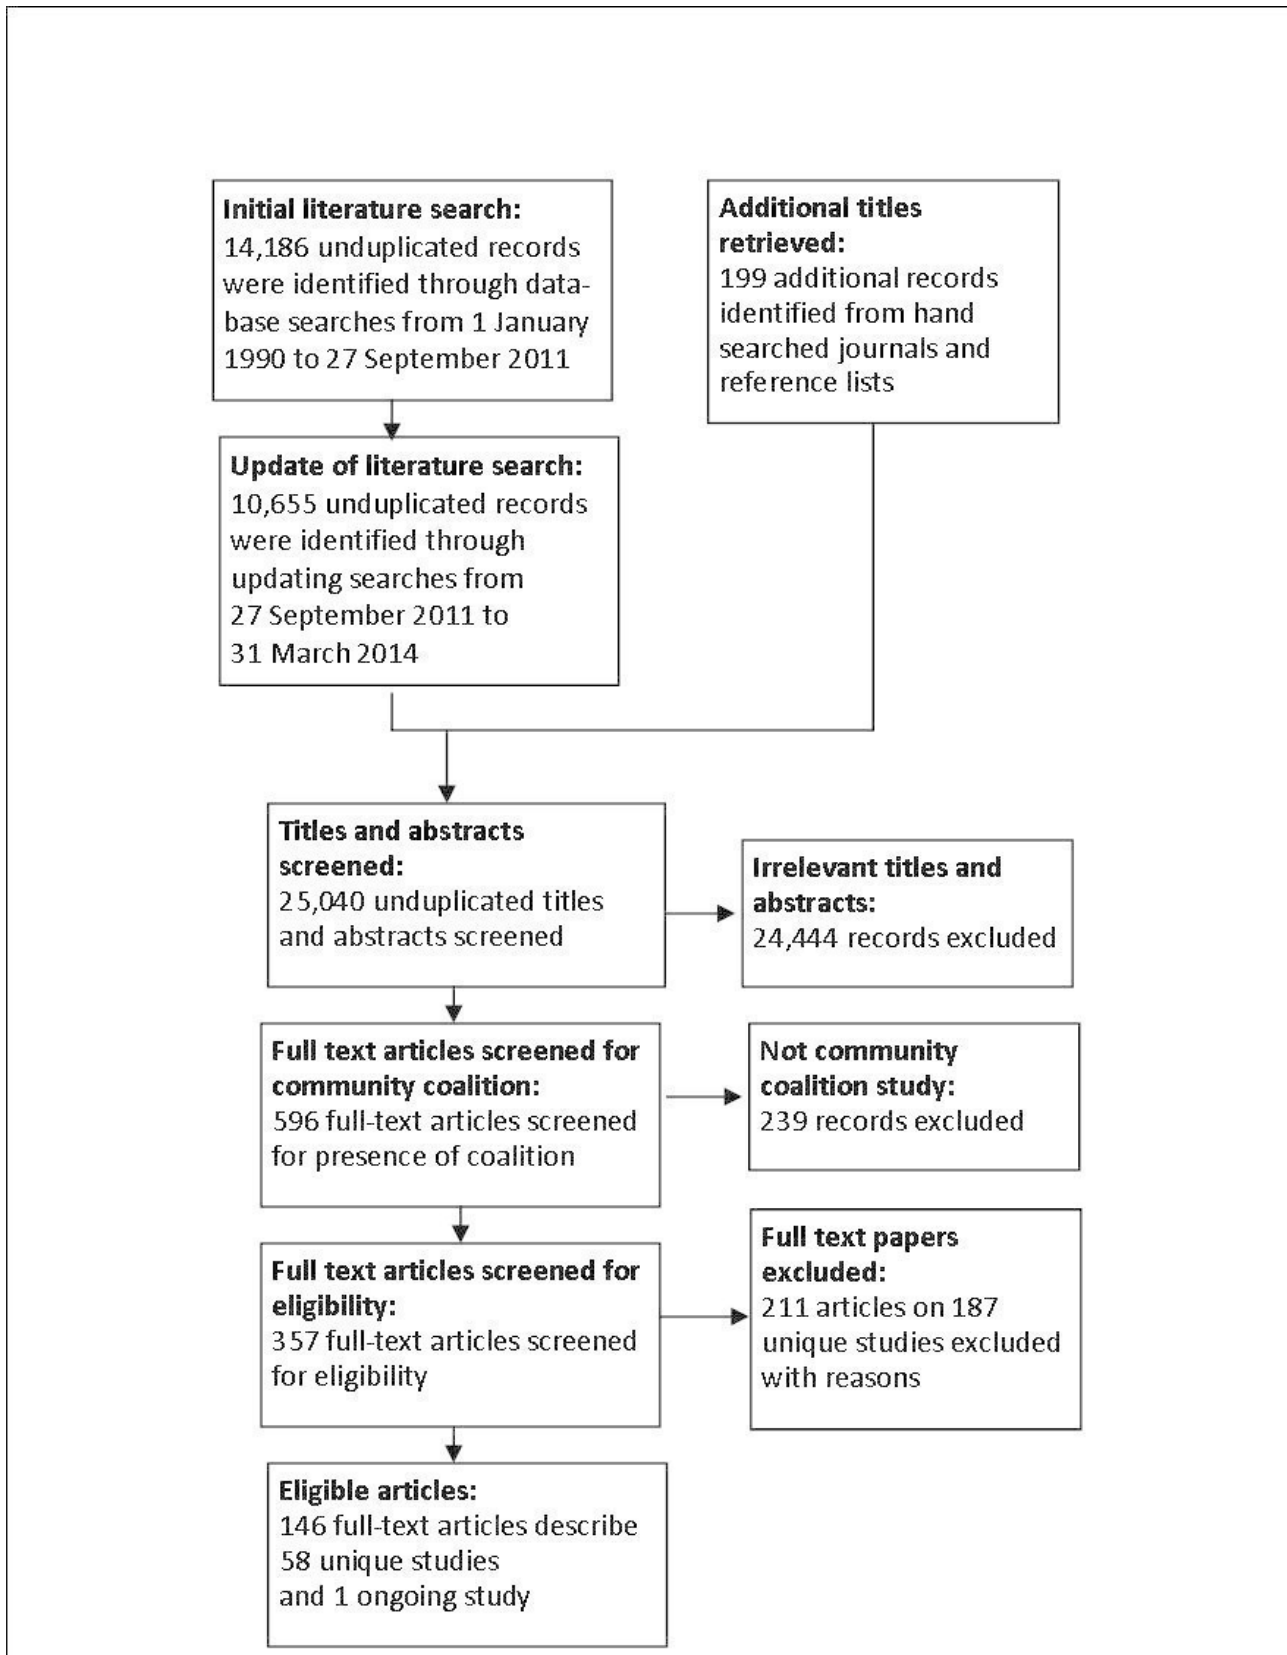 Initial literature search:
14,186 unduplicated records
were identified through data-
base searches from 1 January
1990 to 27 September 2011
Additional titles
retrieved:
199 additional records
identified from hand
searched journals and
reference lists
Update of literature search:
10,655 unduplicated records
were identified through
updating searches from
27 September 2011 to
31 March 2014
Titles and abstracts
screened:
25,040 unduplicated titles
and abstracts screened
Irrelevant titles and
abstracts:
24,444 records excluded
Full text articles screened for
community coalition:
596 full-text articles screened
for presence of coalition
Not community
coalition study:
239 records excluded
Full text articles screened for
eligibility:
357 full-text articles screened
for eligibility
Full text papers
excluded:
211 articles on 187
unique studies excluded
with reasons
Eligible articles:
146 full-text articles describe
58 unique studies
and 1 ongoing study